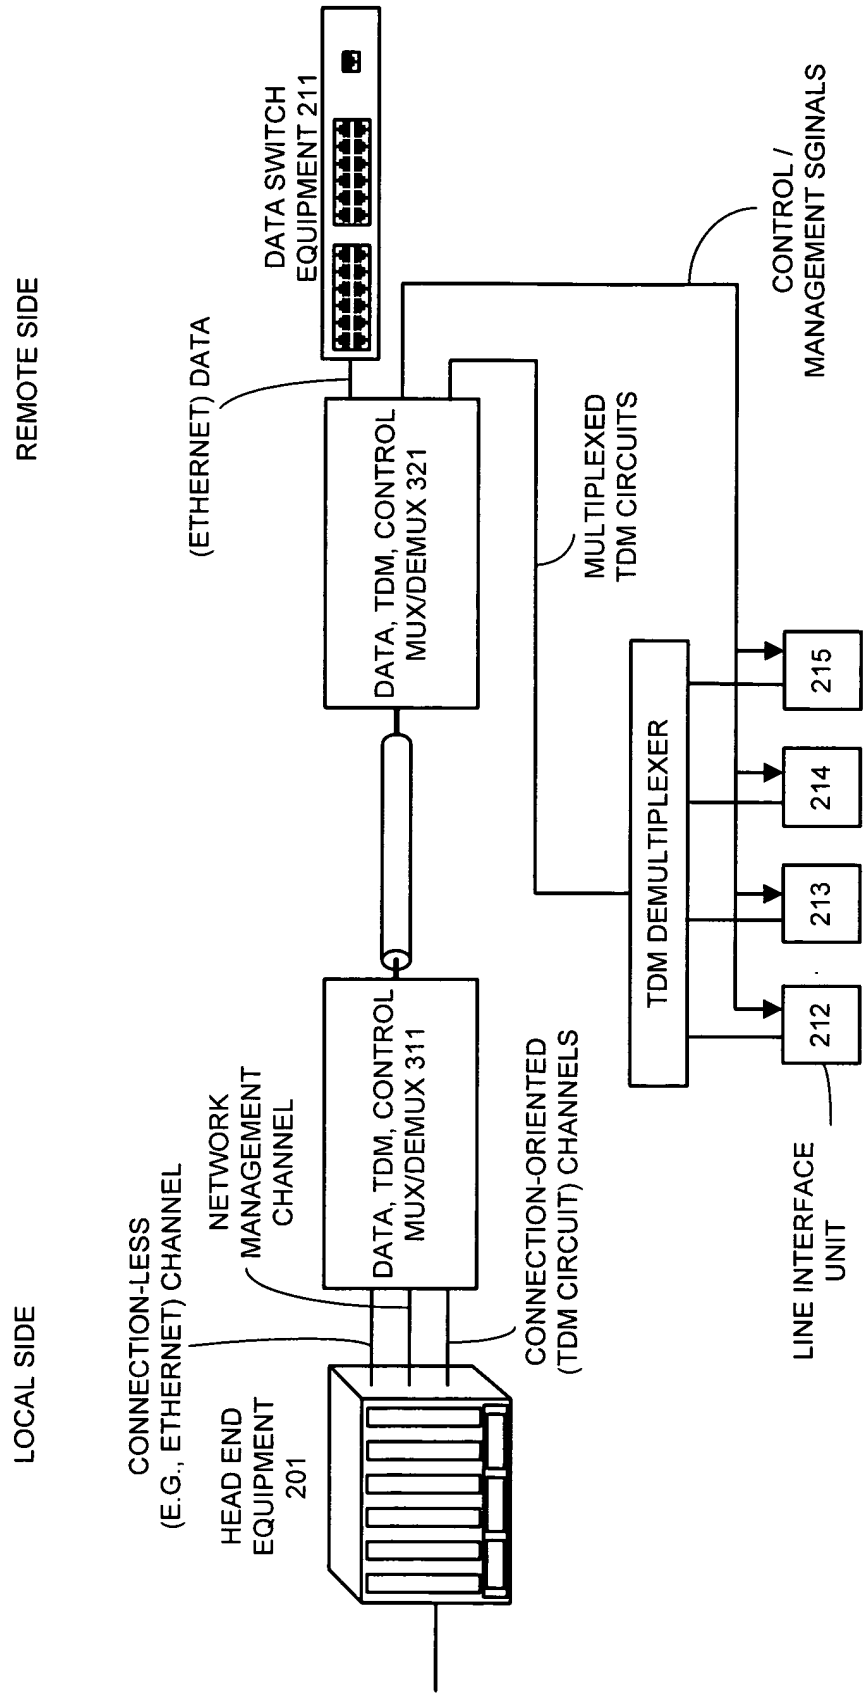 LOCAL SIDE
REMOTE SIDE
CONNECTION-LESS
(E.G., ETHERNET) CHANNEL
NETWORK
MANAGEMENT
CHANNEL
HEAD END
EQUIPMENT
201
DATA, TDM, CONTROL
MUX/DEMUX 311
CONNECTION-ORIENTED
(TDM CIRCUIT) CHANNELS
(ETHERNET) DATA
DATA SWITCH
EQUIPMENT 211
DATA, TDM, CONTROL
MUX/DEMUX 321
MULTIPLEXED
TDM CIRCUITS
CONTROL /
MANAGEMENT SGINALS
TDM DEMULTIPLEXER
212
213
214
215
LINE INTERFACE
UNIT